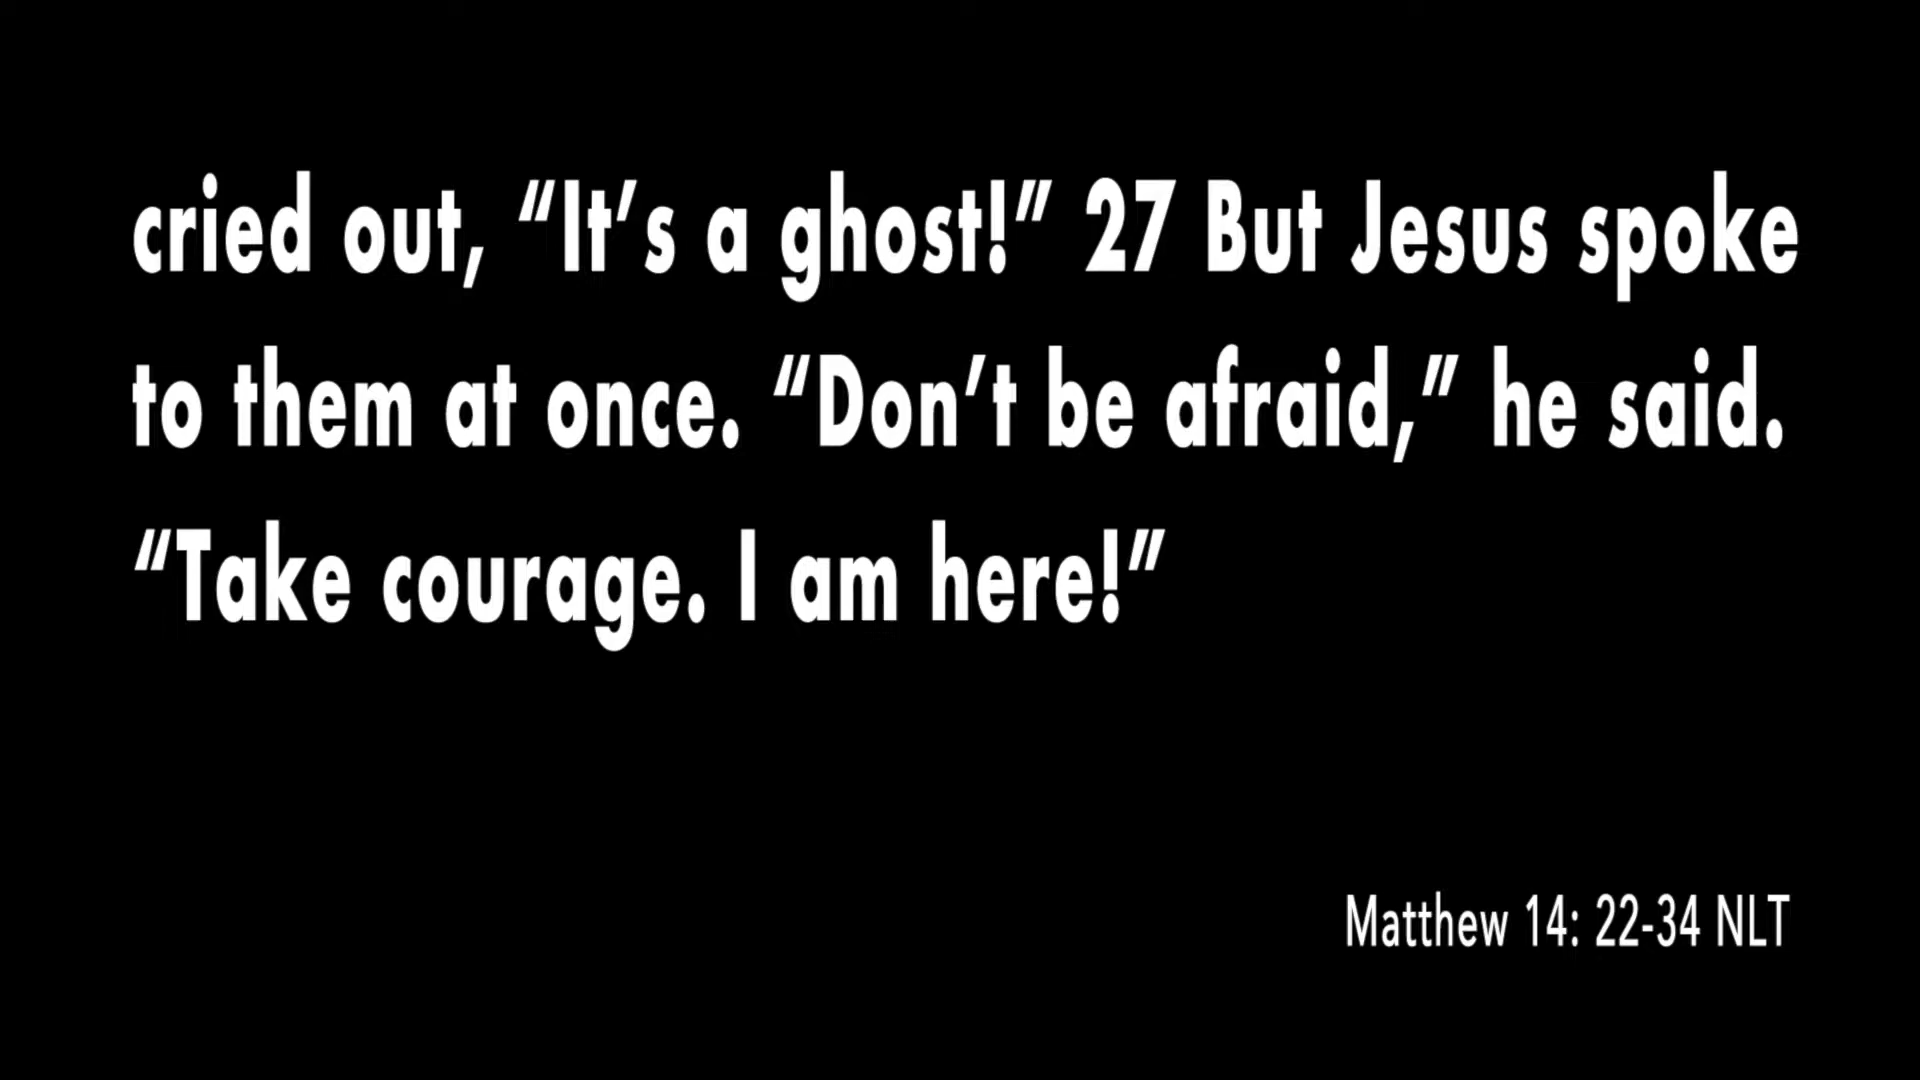 cried out, “It’s a ghost!” 27 But Jesus spoke
to them at once. “Don’t be afraid,” he said.
“Take courage. I am here!”
Matthew 14: 22-34 NLT